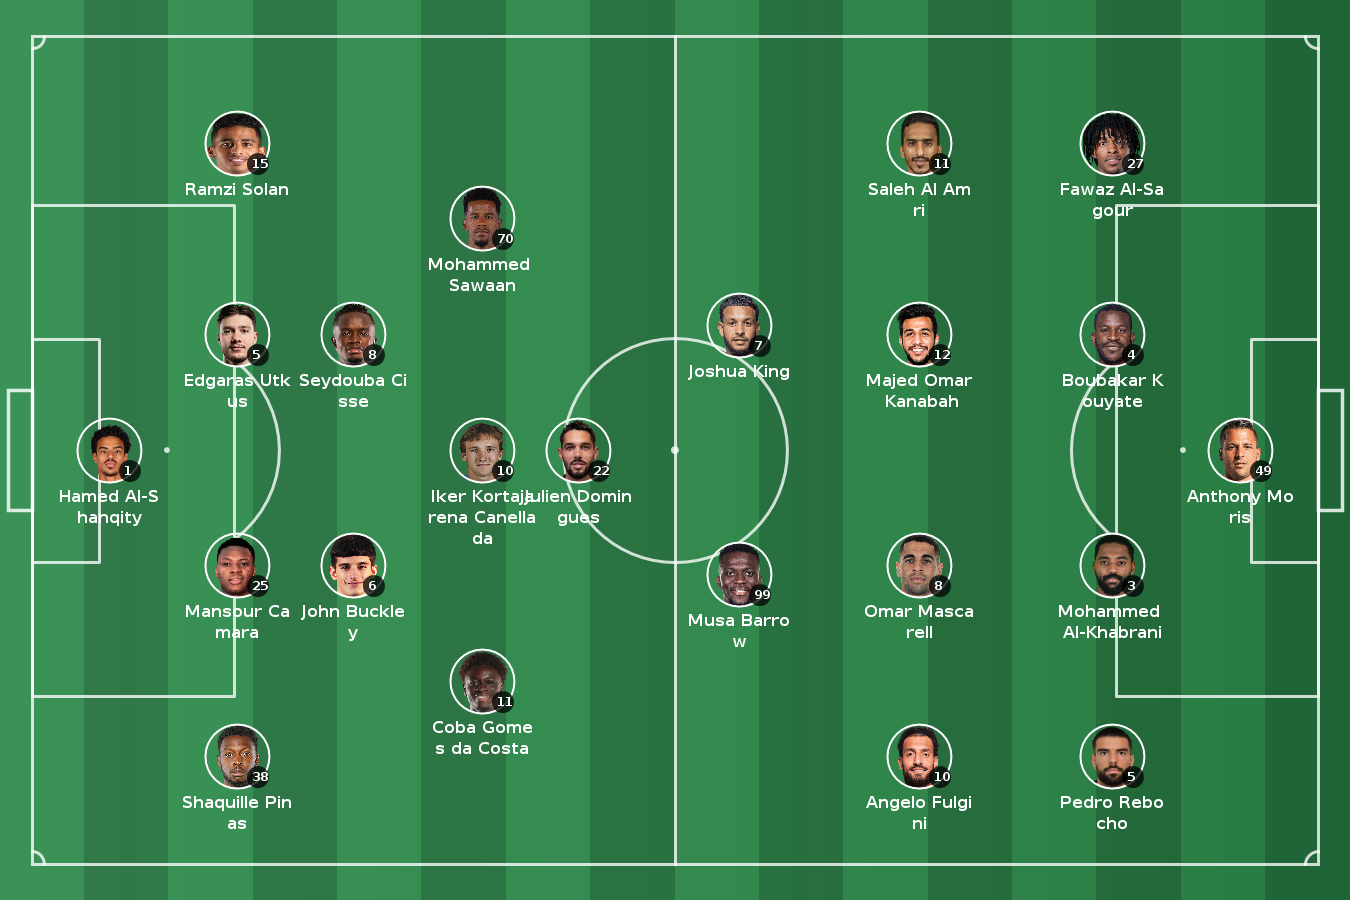 15
Ramzi Solan
11
Saleh Al Am
ri
27
Fawaz Al-Sa
gour
70
Mohammed
Sawaan
5
Edgaras Utk
us
8
Seydouba Ci
sse
7
Joshua King
12
Majed Omar
Kanabah
4
Boubakar K
ouyate
1
Hamed Al-S
hanqity
10
Iker Kortaja
rena Canella
da
22
Julien Domin
gues
49
Anthony Mo
ris
25
Mansour Ca
mara
6
John Buckle
y
99
Musa Barro
w
8
Omar Masca
rell
3
Mohammed
Al-Khabrani
11
Coba Gome
s da Costa
38
Shaquille Pin
as
10
Angelo Fulgi
ni
5
Pedro Rebo
cho